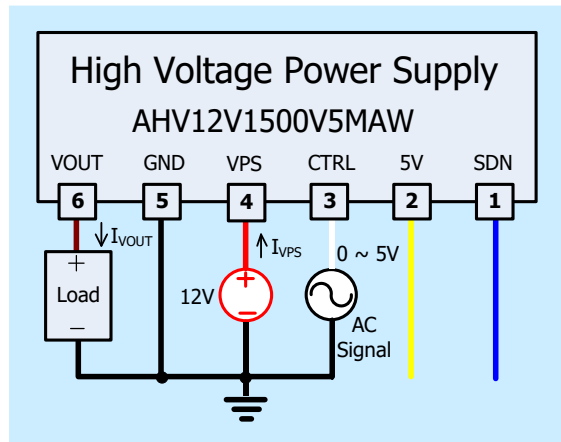 High Voltage Power Supply
AHV12V1500V5MAW
VOUT GND VPS CTRL 5V SDN
6 5 4 3 2 1
↓IVOUT ↑IVPS 0 ~ 5V
+ +
Load 12V
− −
AC
Signal